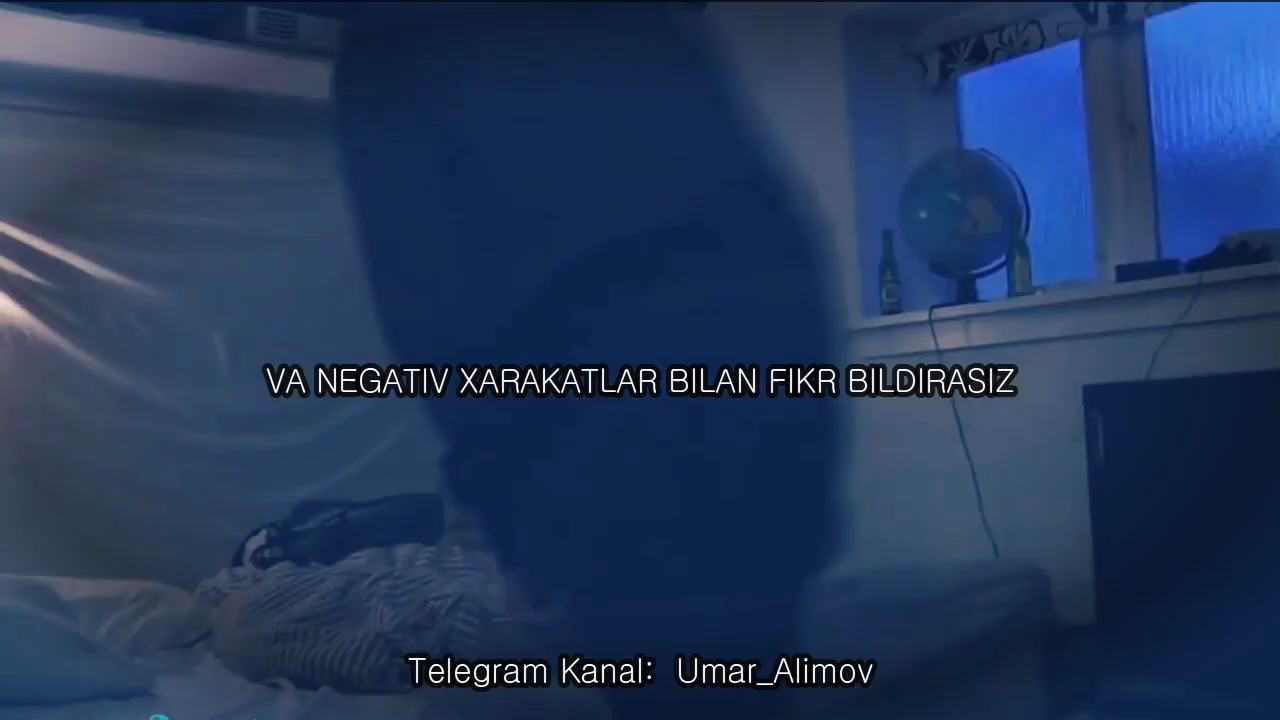 VA NEGATIV XARAKATLAR BILAN FIKR BILDIRASIZ
Telegram Kanal: Umar_Alimov